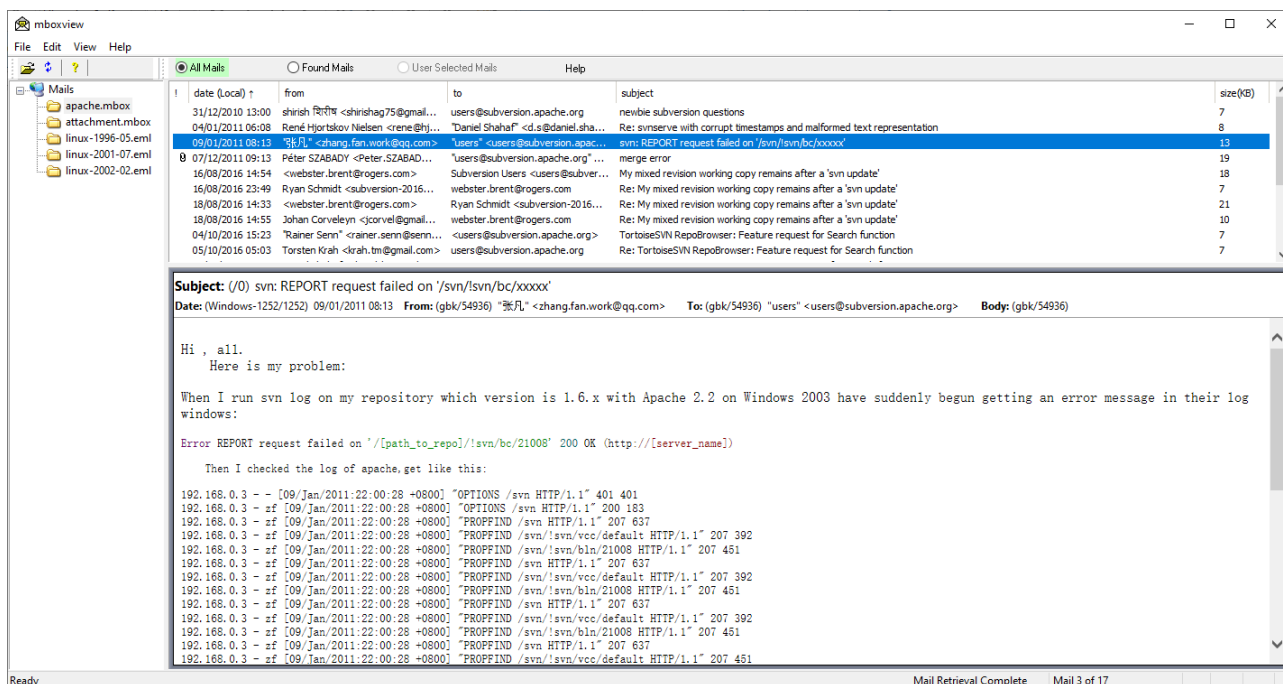 mboxview
File Edit View Help
All Mails Found Mails User Selected Mails Help
Mails
apache.mbox
attachment.mbox
linux-1996-05.eml
linux-2001-07.eml
linux-2002-02.eml
! date (Local) ↑ from to subject size(KB)
31/12/2010 13:00 shirish शिरीष <shirishag75@gmail... users@subversion.apache.org newbie subversion questions 7
04/01/2011 06:08 René Hjortskov Nielsen <rene@hj... "Daniel Shahaf" <d.s@daniel.sha... Re: svnserve with corrupt timestamps and malformed text representation 8
09/01/2011 08:13 "张凡" <zhang.fan.work@qq.com> "users" <users@subversion.apac... svn: REPORT request failed on '/svn/!svn/bc/xxxxx' 13
07/12/2011 09:13 Péter SZABADY <Peter.SZABAD... "users@subversion.apache.org" ... merge error 19
16/08/2016 14:54 <webster.brent@rogers.com> Subversion Users <users@subver... My mixed revision working copy remains after a 'svn update' 18
16/08/2016 23:49 Ryan Schmidt <subversion-2016... webster.brent@rogers.com Re: My mixed revision working copy remains after a 'svn update' 7
18/08/2016 14:33 <webster.brent@rogers.com> Ryan Schmidt <subversion-2016... Re: My mixed revision working copy remains after a 'svn update' 21
18/08/2016 14:55 Johan Corveleyn <jcorvel@gmail... webster.brent@rogers.com Re: My mixed revision working copy remains after a 'svn update' 10
04/10/2016 15:23 "Rainer Senn" <rainer.senn@senn... <users@subversion.apache.org> TortoiseSVN RepoBrowser: Feature request for Search function 7
05/10/2016 05:03 Torsten Krah <krah.tm@gmail.com> users@subversion.apache.org Re: TortoiseSVN RepoBrowser: Feature request for Search function 7
Subject: (/0) svn: REPORT request failed on '/svn/!svn/bc/xxxxx'
Date: (Windows-1252/1252) 09/01/2011 08:13 From: (gbk/54936) "张凡" <zhang.fan.work@qq.com> To: (gbk/54936) "users" <users@subversion.apache.org> Body: (gbk/54936)
Hi , all.
Here is my problem:
When I run svn log on my repository which version is 1.6.x with Apache 2.2 on Windows 2003 have suddenly begun getting an error message in their log
windows:
Error REPORT request failed on '/[path_to_repo]/!svn/bc/21008' 200 OK (http://[server_name])
Then I checked the log of apache,get like this:
192.168.0.3 - - [09/Jan/2011:22:00:28 +0800] "OPTIONS /svn HTTP/1.1" 401 401
192.168.0.3 - zf [09/Jan/2011:22:00:28 +0800] "OPTIONS /svn HTTP/1.1" 200 183
192.168.0.3 - zf [09/Jan/2011:22:00:28 +0800] "PROPFIND /svn HTTP/1.1" 207 637
192.168.0.3 - zf [09/Jan/2011:22:00:28 +0800] "PROPFIND /svn/!svn/vcc/default HTTP/1.1" 207 392
192.168.0.3 - zf [09/Jan/2011:22:00:28 +0800] "PROPFIND /svn/!svn/bln/21008 HTTP/1.1" 207 451
192.168.0.3 - zf [09/Jan/2011:22:00:28 +0800] "PROPFIND /svn HTTP/1.1" 207 637
192.168.0.3 - zf [09/Jan/2011:22:00:28 +0800] "PROPFIND /svn/!svn/vcc/default HTTP/1.1" 207 392
192.168.0.3 - zf [09/Jan/2011:22:00:28 +0800] "PROPFIND /svn/!svn/bln/21008 HTTP/1.1" 207 451
192.168.0.3 - zf [09/Jan/2011:22:00:28 +0800] "PROPFIND /svn HTTP/1.1" 207 637
192.168.0.3 - zf [09/Jan/2011:22:00:28 +0800] "PROPFIND /svn/!svn/vcc/default HTTP/1.1" 207 392
192.168.0.3 - zf [09/Jan/2011:22:00:28 +0800] "PROPFIND /svn/!svn/bln/21008 HTTP/1.1" 207 451
192.168.0.3 - zf [09/Jan/2011:22:00:28 +0800] "PROPFIND /svn HTTP/1.1" 207 637
192.168.0.3 - zf [09/Jan/2011:22:00:28 +0800] "PROPFIND /svn/!svn/vcc/default HTTP/1.1" 207 451
Ready Mail Retrieval Complete Mail 3 of 17